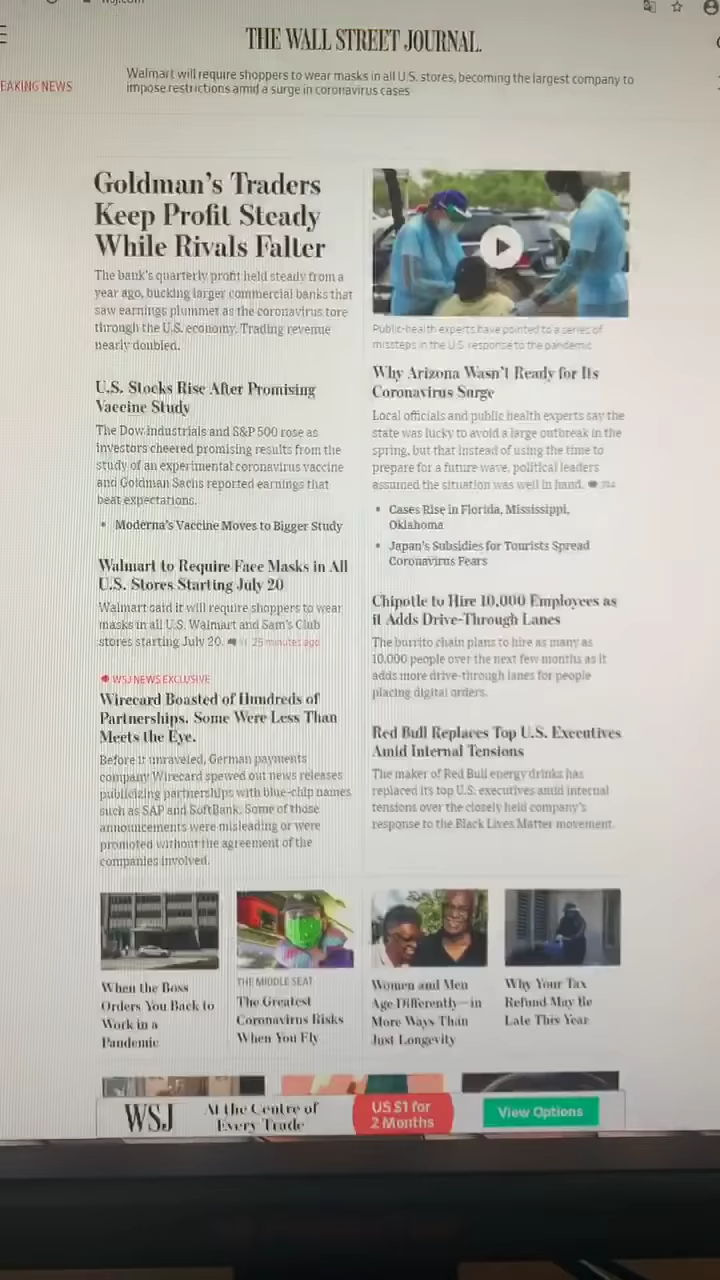 THE WALL STREET JOURNAL.
EAKING NEWS
Walmart will require shoppers to wear masks in all U.S. stores, becoming the largest company to
impose restrictions amid a surge in coronavirus cases
Goldman's Traders
Keep Profit Steady
While Rivals Falter
The bank's quarterly profit held steady from a
year ago, bucking larger commercial banks that
saw earnings plummet as the coronavirus tore
through the U.S. economy. Trading revenue
nearly doubled.
U.S. Stocks Rise After Promising
Vaccine Study
The Dow industrials and S&P 500 rose as
investors cheered promising results from the
study of an experimental coronavirus vaccine
and Goldman Sachs reported earnings that
beat expectations.
• Moderna's Vaccine Moves to Bigger Study
Walmart to Require Face Masks in All
U.S. Stores Starting July 20
Walmart said it will require shoppers to wear
masks in all U.S. Walmart and Sam's Club
stores starting July 20. 11 25 minutes ago
WSJ NEWS EXCLUSIVE
Wirecard Boasted of Hundreds of
Partnerships. Some Were Less Than
Meets the Eye.
Before it unraveled, German payments
company Wirecard spewed out news releases
publicizing partnerships with blue-chip names
such as SAP and SoftBank. Some of those
announcements were misleading or were
promoted without the agreement of the
companies involved.
Public-health experts have pointed to a series of
missteps in the U.S. response to the pandemic
Why Arizona Wasn't Ready for Its
Coronavirus Surge
Local officials and public health experts say the
state was lucky to avoid a large outbreak in the
spring, but that instead of using the time to
prepare for a future wave, political leaders
assumed the situation was well in hand.
• Cases Rise in Florida, Mississippi,
Oklahoma
• Japan's Subsidies for Tourists Spread
Coronavirus Fears
Chipotle to Hire 10,000 Employees as
it Adds Drive-Through Lanes
The burrito chain plans to hire as many as
10,000 people over the next few months as it
adds more drive-through lanes for people
placing digital orders.
Red Bull Replaces Top U.S. Executives
Amid Internal Tensions
The maker of Red Bull energy drinks has
replaced its top U.S. executives amid internal
tensions over the closely held company's
response to the Black Lives Matter movement.
When the Boss
Orders You Back to
Work in a
Pandemic
THE MIDDLE SEAT
The Greatest
Coronavirus Risks
When You Fly
Women and Men
Age Differently—in
More Ways Than
Just Longevity
Why Your Tax
Refund May Be
Late This Year
WSJ
At the Centre of
Every Trade
US $1 for
2 Months
View Options